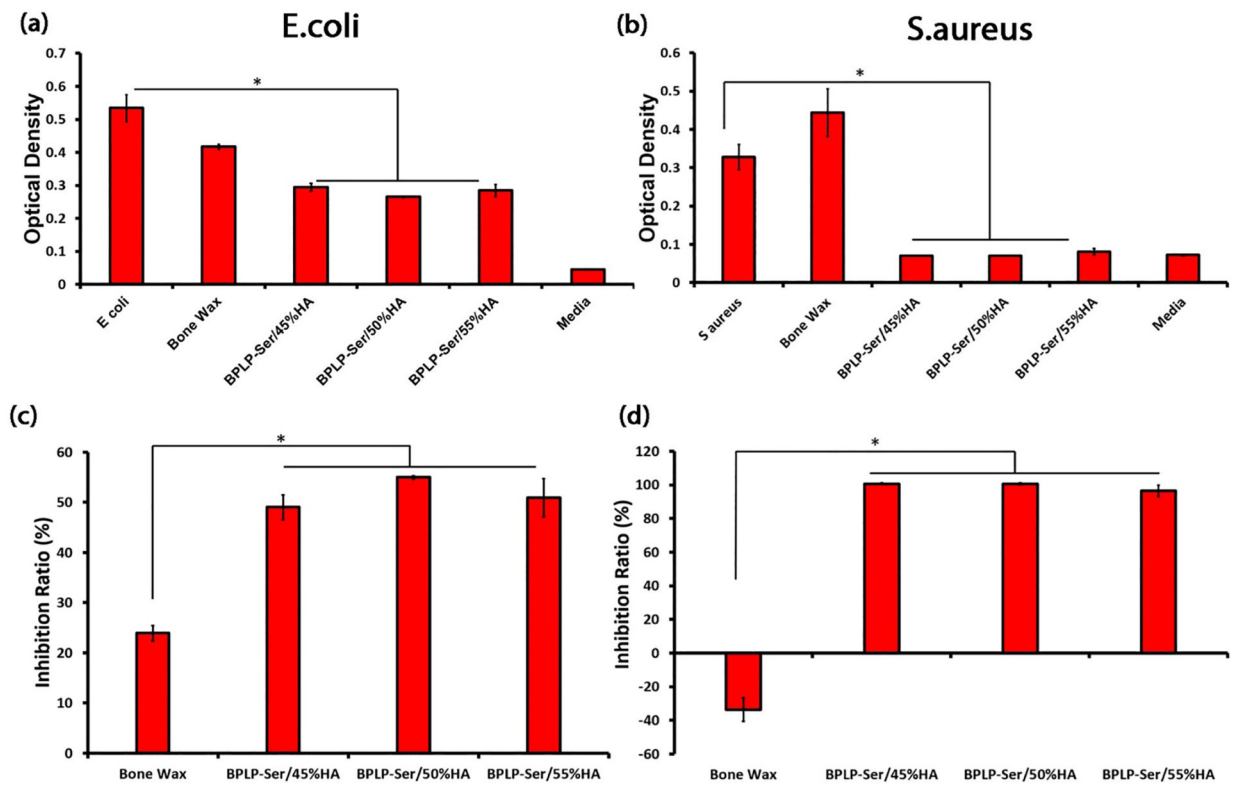 (a)
E.coli
Optical Density
0.7
0.6
0.5
0.4
0.3
0.2
0.1
0
*
E coli
Bone Wax
BPLP-Ser/45%HA
BPLP-Ser/50%HA
BPLP-Ser/55%HA
Media
(b)
S.aureus
Optical Density
0.6
0.5
0.4
0.3
0.2
0.1
0
*
S aureus
Bone Wax
BPLP-Ser/45%HA
BPLP-Ser/50%HA
BPLP-Ser/55%HA
Media
(c)
Inhibition Ratio (%)
60
50
40
30
20
10
0
*
Bone Wax
BPLP-Ser/45%HA
BPLP-Ser/50%HA
BPLP-Ser/55%HA
(d)
Inhibition Ratio (%)
120
100
80
60
40
20
0
-20
-40
-60
*
Bone Wax
BPLP-Ser/45%HA
BPLP-Ser/50%HA
BPLP-Ser/55%HA